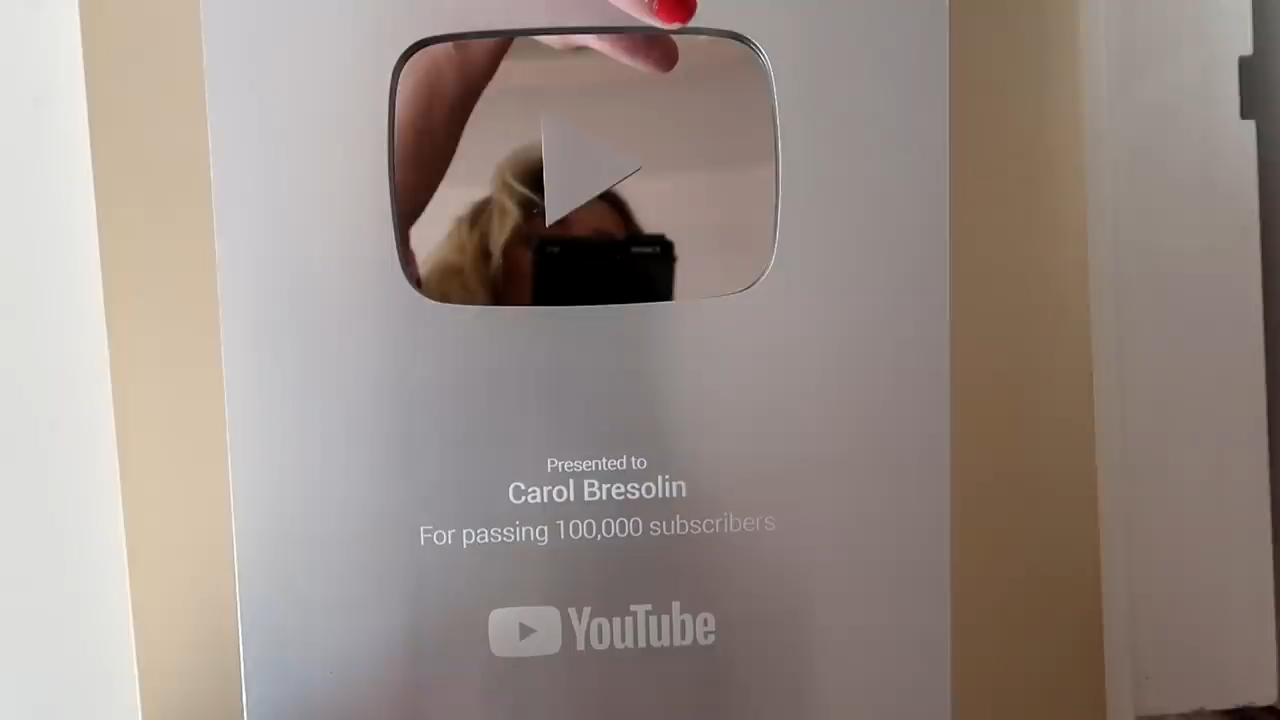 Presented to
Carol Bresolin
For passing 100,000 subscribers
YouTube